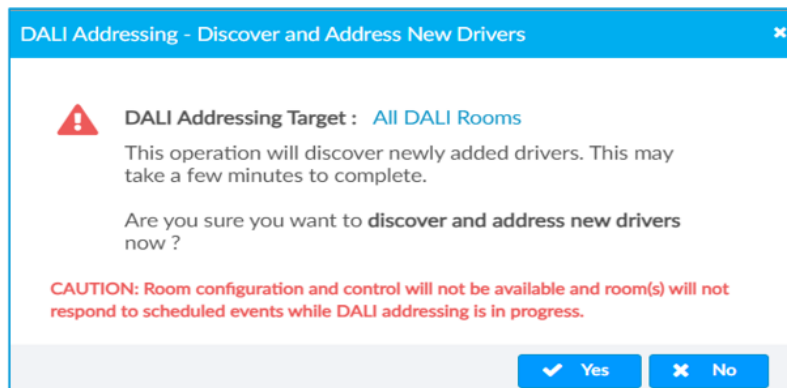 DALI Addressing - Discover and Address New Drivers
DALI Addressing Target : All DALI Rooms
This operation will discover newly added drivers. This may
take a few minutes to complete.
Are you sure you want to discover and address new drivers
now ?
CAUTION: Room configuration and control will not be available and room(s) will not
respond to scheduled events while DALI addressing is in progress.
Yes No